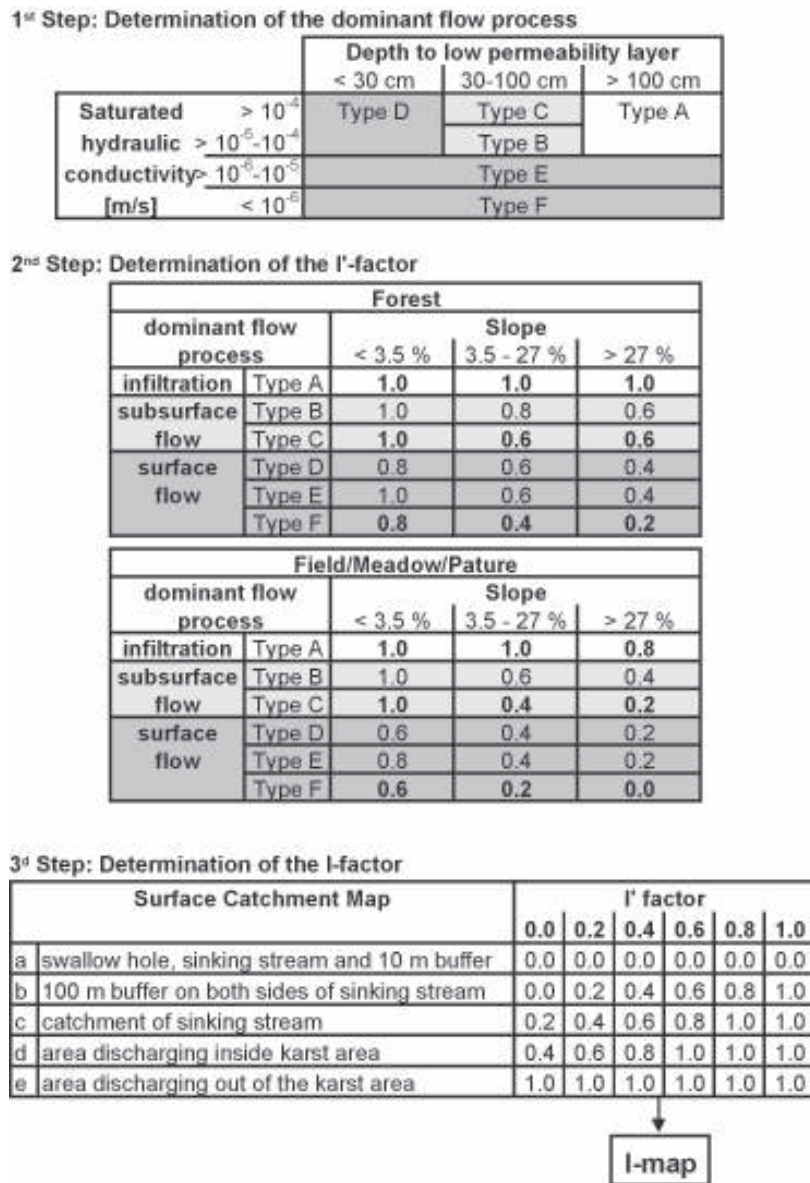 1st Step: Determination of the dominant flow process
Depth to low permeability layer
< 30 cm 30-100 cm > 100 cm
Saturated > 10-4 Type D Type C Type A
hydraulic > 10-5-10-4 Type B
conductivity> 10-6-10-5 Type E
[m/s] < 10-6 Type F
2nd Step: Determination of the I'-factor
Forest
dominant flow Slope
process < 3.5 % 3.5 - 27 % > 27 %
infiltration Type A 1.0 1.0 1.0
subsurface Type B 1.0 0.8 0.6
flow Type C 1.0 0.6 0.6
surface Type D 0.8 0.6 0.4
flow Type E 1.0 0.6 0.4
Type F 0.8 0.4 0.2
Field/Meadow/Pature
dominant flow Slope
process < 3.5 % 3.5 - 27 % > 27 %
infiltration Type A 1.0 1.0 0.8
subsurface Type B 1.0 0.6 0.4
flow Type C 1.0 0.4 0.2
surface Type D 0.6 0.4 0.2
flow Type E 0.8 0.4 0.2
Type F 0.6 0.2 0.0
3d Step: Determination of the I-factor
Surface Catchment Map I' factor
0.0 0.2 0.4 0.6 0.8 1.0
a swallow hole, sinking stream and 10 m buffer 0.0 0.0 0.0 0.0 0.0 0.0
b 100 m buffer on both sides of sinking stream 0.0 0.2 0.4 0.6 0.8 1.0
c catchment of sinking stream 0.2 0.4 0.6 0.8 1.0 1.0
d area discharging inside karst area 0.4 0.6 0.8 1.0 1.0 1.0
e area discharging out of the karst area 1.0 1.0 1.0 1.0 1.0 1.0
I-map